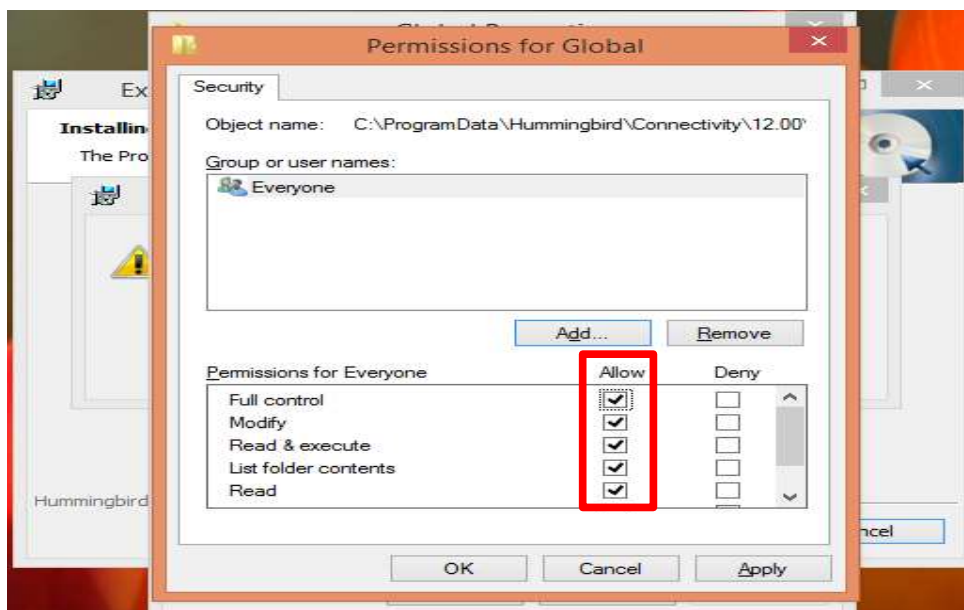 Permissions for Global
Ex
Security
Installin
Object name: C:\ProgramData\Hummingbird\Connectivity\12.00
The Pro
Group or user names:
Everyone
Add... Remove
Permissions for Everyone Allow Deny
Full control
Modify
Read & execute
List folder contents
Read
Hummingbird
ncel
OK Cancel Apply